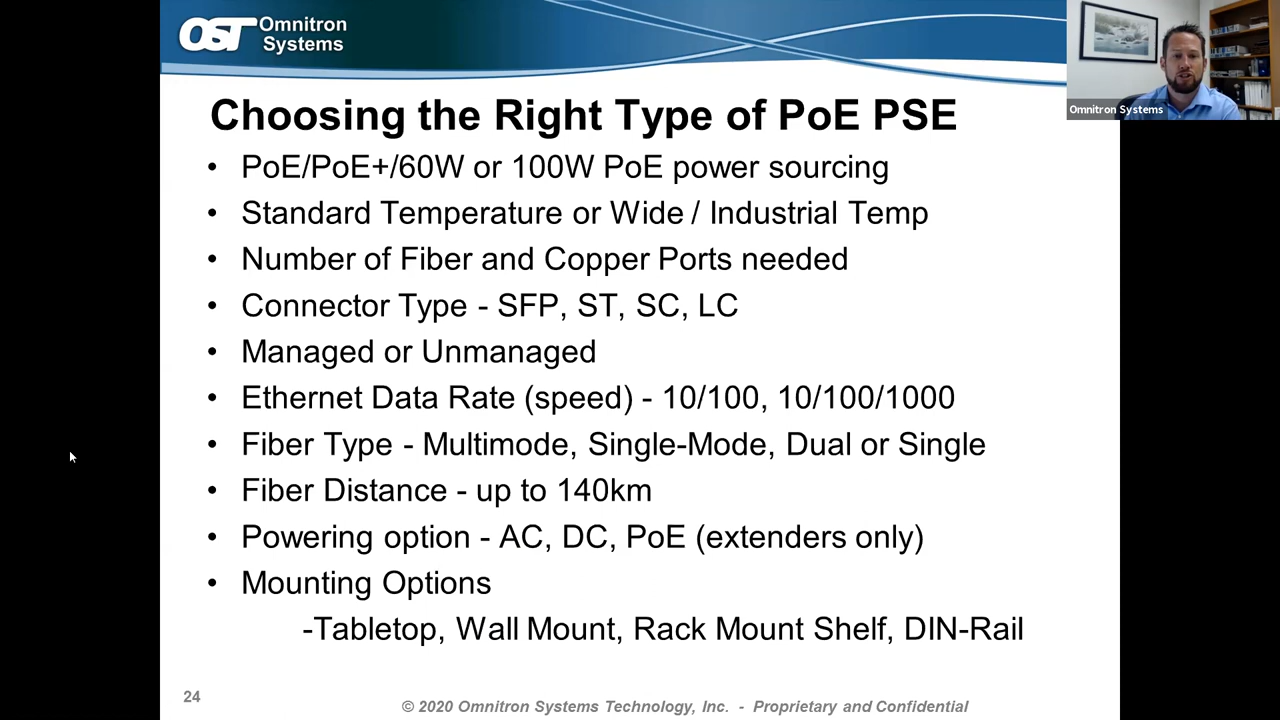 OST Omnitron
Systems
Omnitron Systems
Choosing the Right Type of PoE PSE
• PoE/PoE+/60W or 100W PoE power sourcing
• Standard Temperature or Wide / Industrial Temp
• Number of Fiber and Copper Ports needed
• Connector Type - SFP, ST, SC, LC
• Managed or Unmanaged
• Ethernet Data Rate (speed) - 10/100, 10/100/1000
• Fiber Type - Multimode, Single-Mode, Dual or Single
• Fiber Distance - up to 140km
• Powering option - AC, DC, PoE (extenders only)
• Mounting Options
-Tabletop, Wall Mount, Rack Mount Shelf, DIN-Rail
24
© 2020 Omnitron Systems Technology, Inc. - Proprietary and Confidential